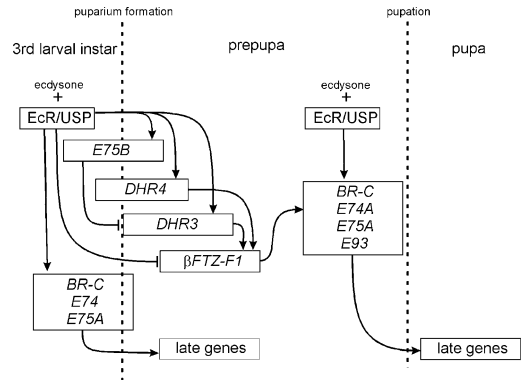 puparium formation
pupation
3rd larval instar
prepupa
pupa
ecdysone
+
EcR/USP
E75B
DHR4
DHR3
βFTZ-F1
BR-C
E74
E75A
late genes
ecdysone
+
EcR/USP
BR-C
E74A
E75A
E93
late genes